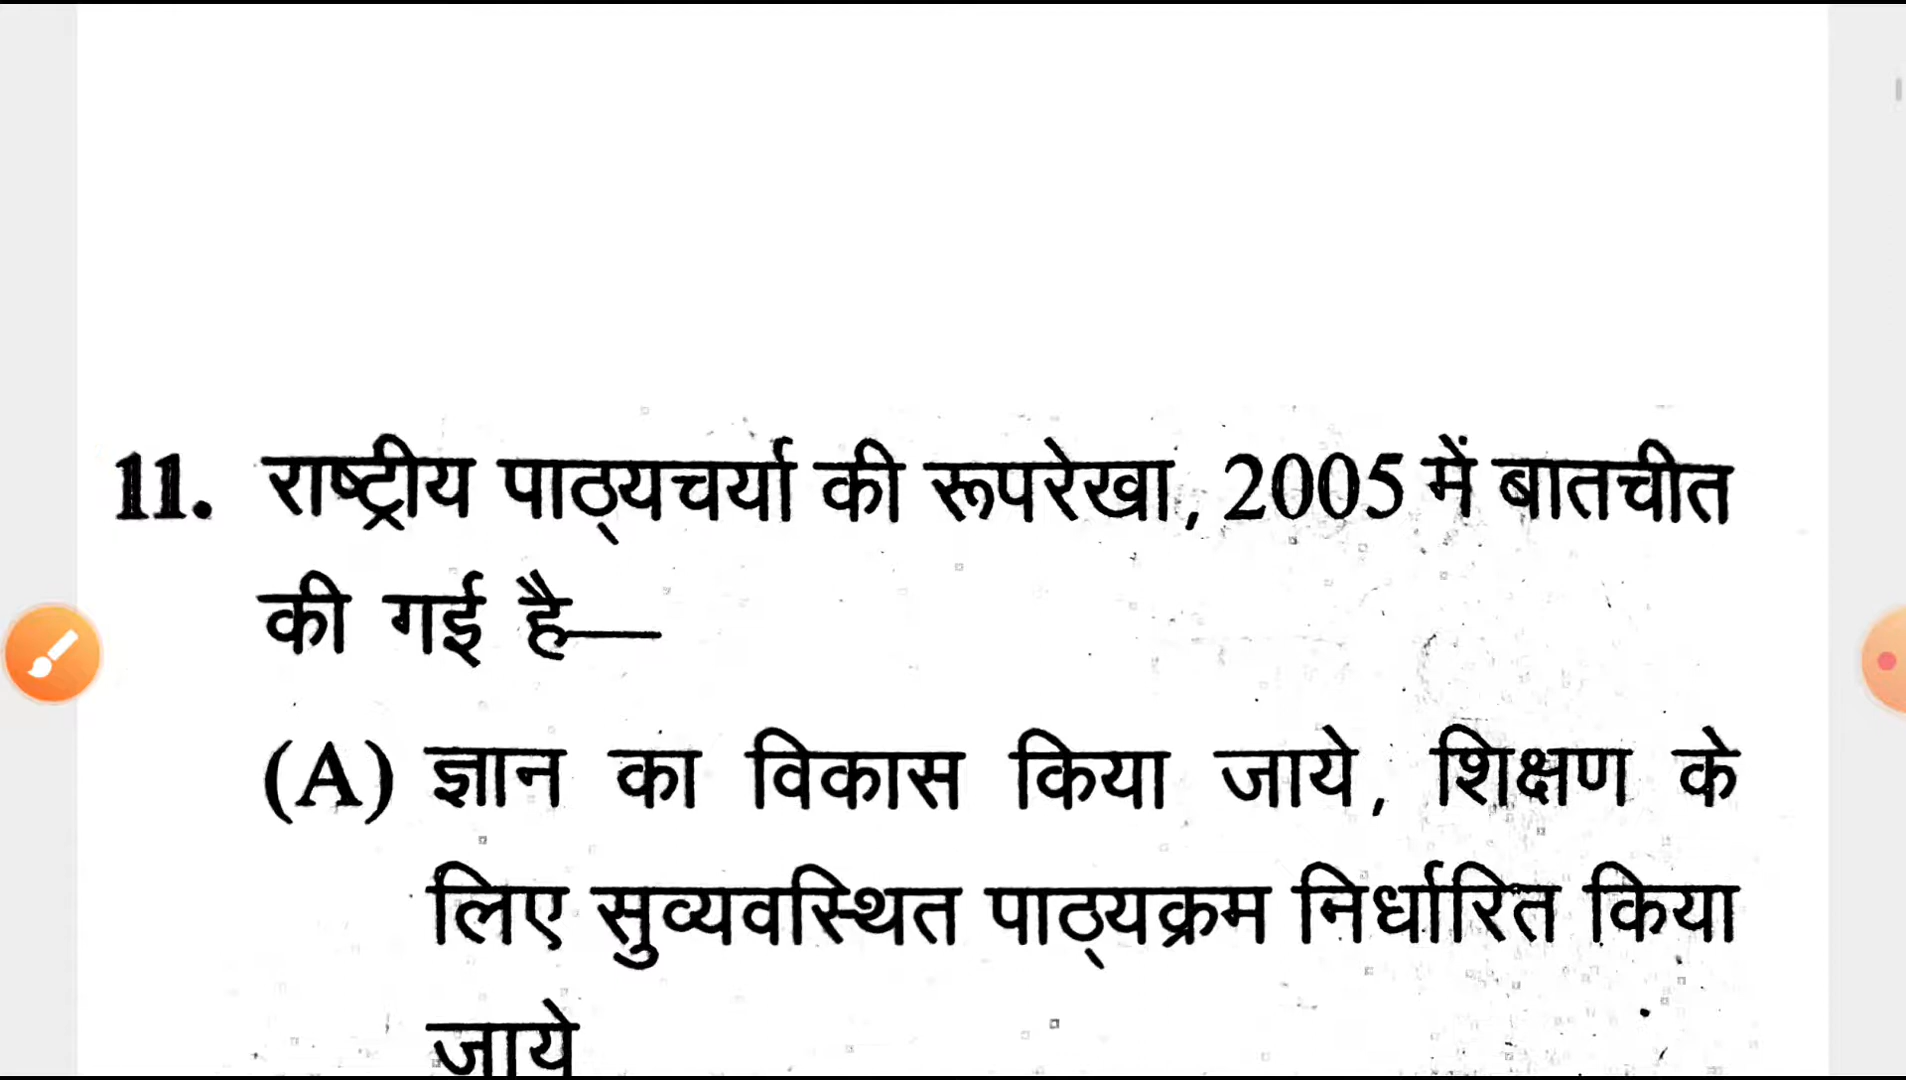 11. राष्ट्रीय पाठ्यचर्या की रूपरेखा, 2005 में बातचीत
की गई है—
(A) ज्ञान का विकास किया जाये, शिक्षण के
लिए सुव्यवस्थित पाठ्यक्रम निर्धारित किया
जाये